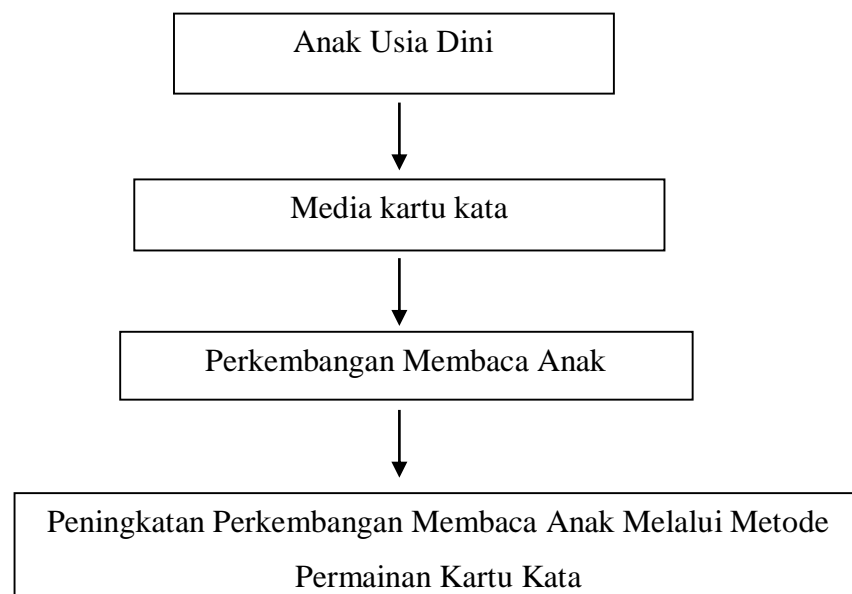 Anak Usia Dini
Media kartu kata
Perkembangan Membaca Anak
Peningkatan Perkembangan Membaca Anak Melalui Metode
Permainan Kartu Kata